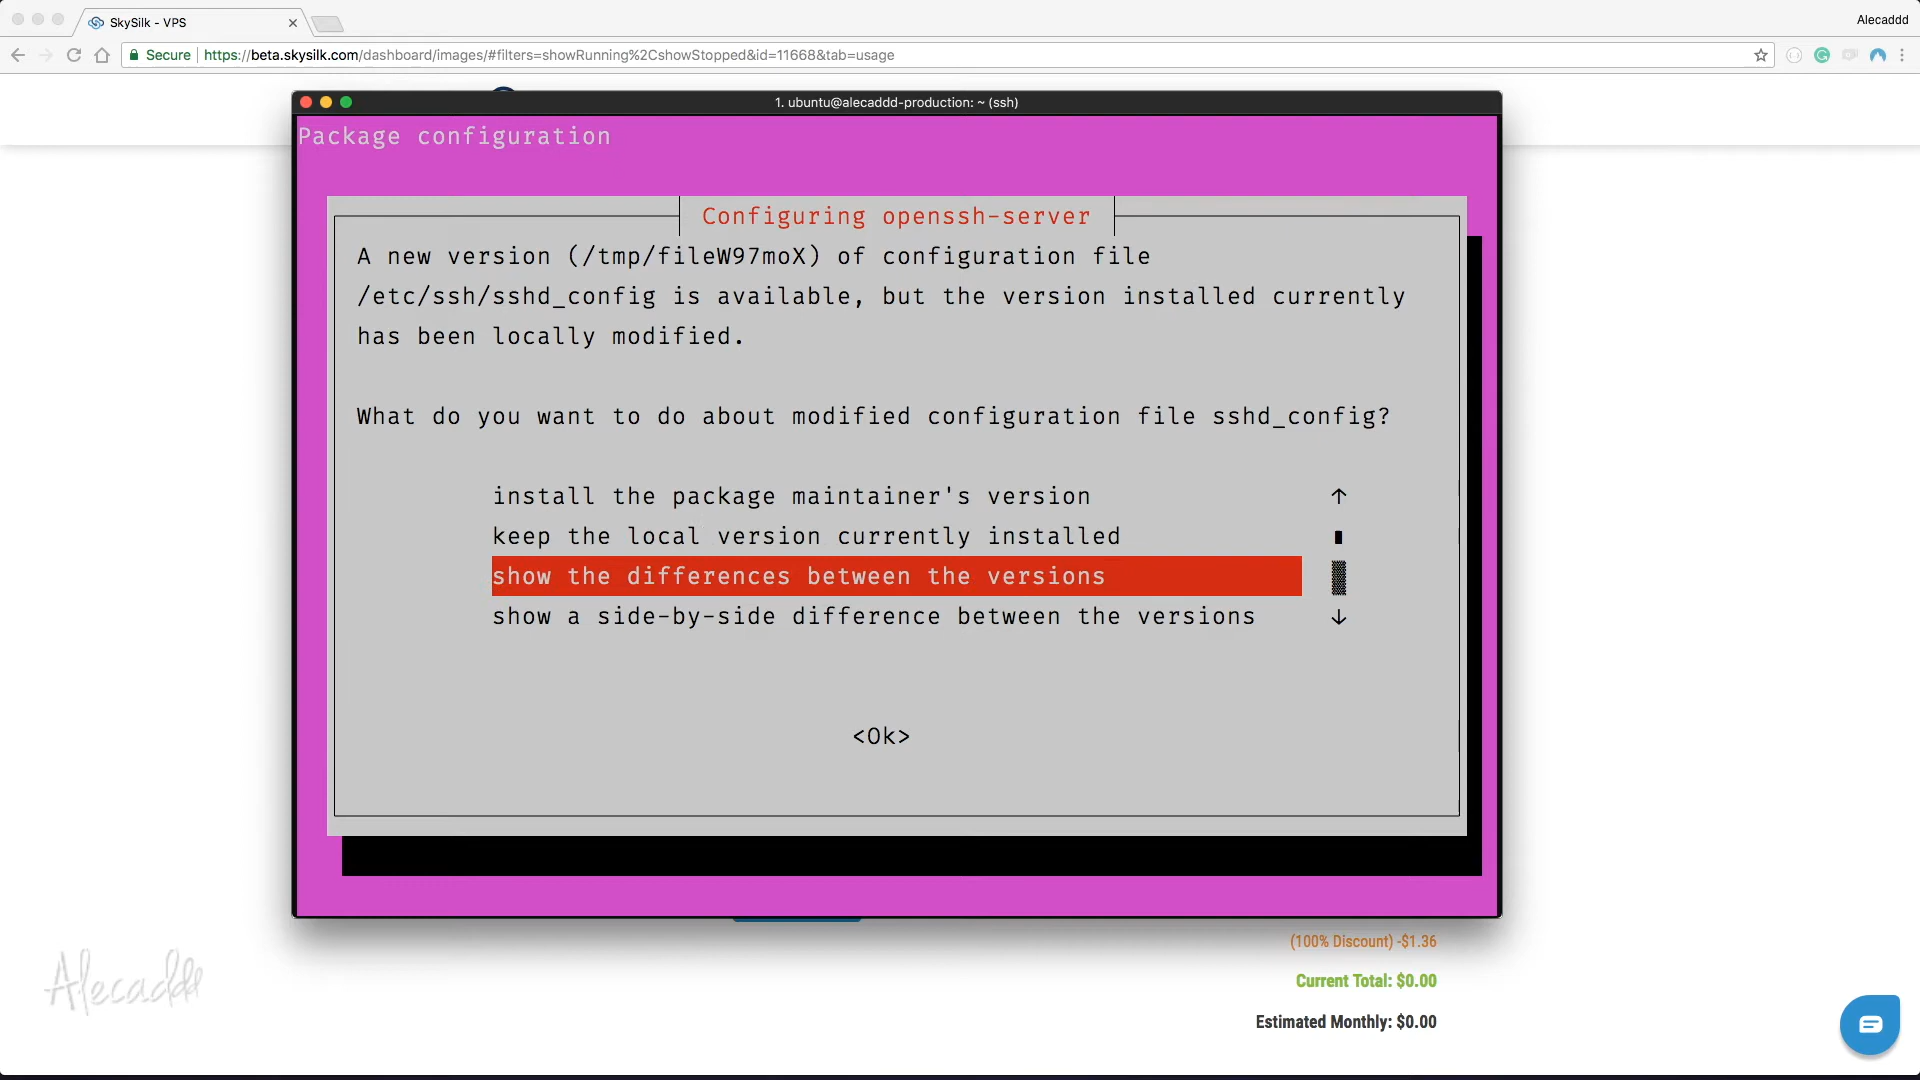 SkySilk - VPS
Alecaddd
Secure
https://beta.skysilk.com/dashboard/images/#filters=showRunning%2CshowStopped&id=11668&tab=usage
1. ubuntu@alecaddd-production: ~ (ssh)
Package configuration
Configuring openssh-server
A new version (/tmp/fileW97moX) of configuration file
/etc/ssh/sshd_config is available, but the version installed currently
has been locally modified.
What do you want to do about modified configuration file sshd_config?
install the package maintainer's version
keep the local version currently installed
show the differences between the versions
show a side-by-side difference between the versions
<Ok>
(100% Discount) -$1.36
Current Total: $0.00
Estimated Monthly: $0.00
Alecaddd